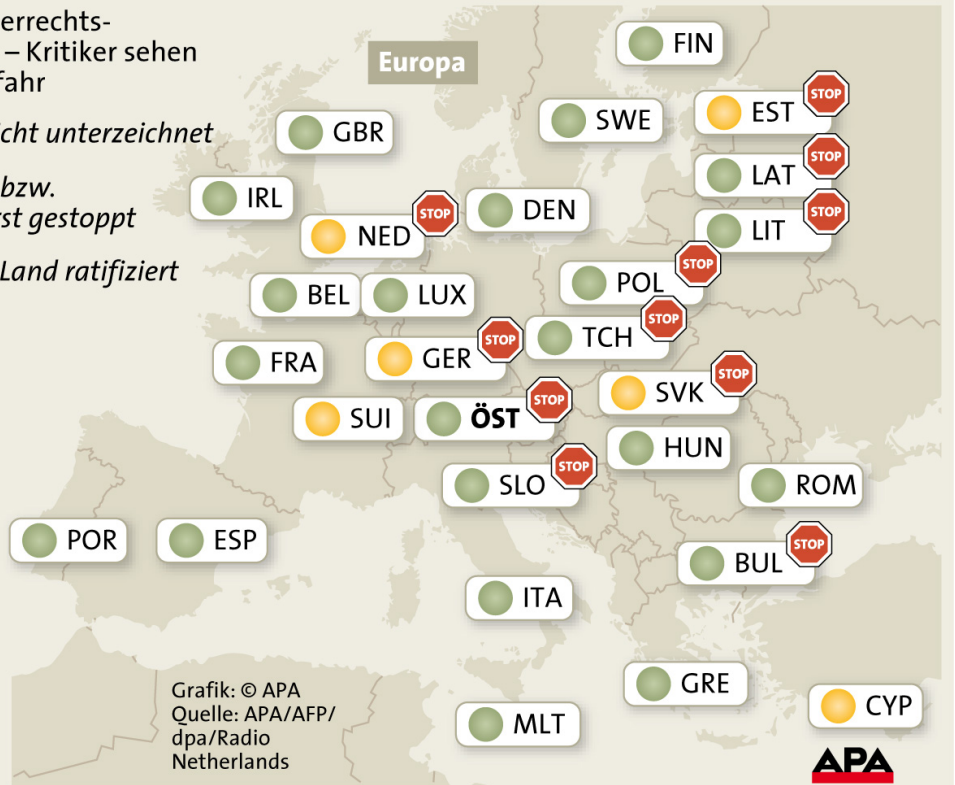 errechts-
– Kritiker sehen
fahr
icht unterzeichnet
bzw.
rst gestoppt
Land ratifiziert
Europa
FIN
GBR
SWE
EST
STOP
LAT
STOP
IRL
DEN
LIT
STOP
NED
STOP
BEL
LUX
POL
STOP
TCH
STOP
FRA
GER
STOP
SVK
STOP
SUI
ÖST
STOP
HUN
SLO
STOP
ROM
POR
ESP
BUL
STOP
ITA
GRE
CYP
MLT
Grafik: © APA
Quelle: APA/AFP/
dpa/Radio
Netherlands
APA